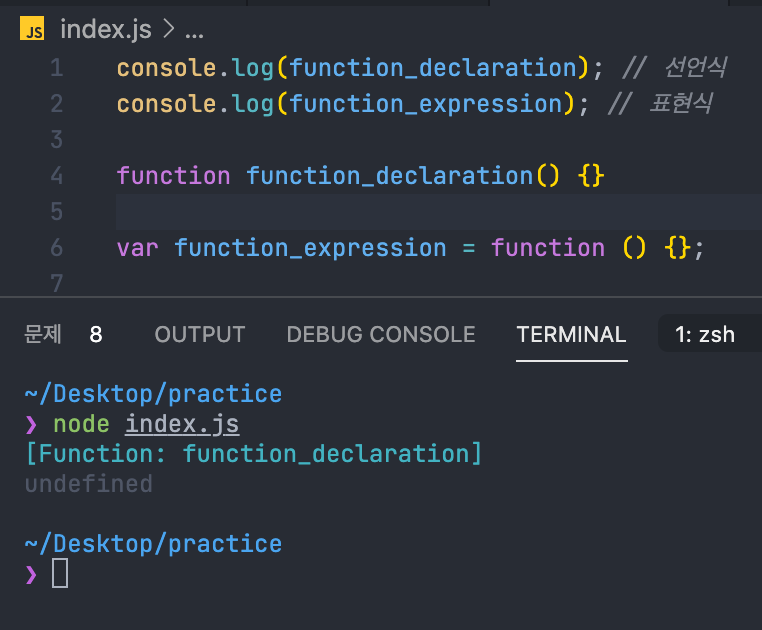 JS index.js > ...
1 console.log(function_declaration); // 선언식
2 console.log(function_expression); // 표현식
3
4 function function_declaration() {}
5
6 var function_expression = function () {};
7
문제 8 OUTPUT DEBUG CONSOLE TERMINAL 1: zsh
~/Desktop/practice
❯ node index.js
[Function: function_declaration]
undefined
~/Desktop/practice
❯